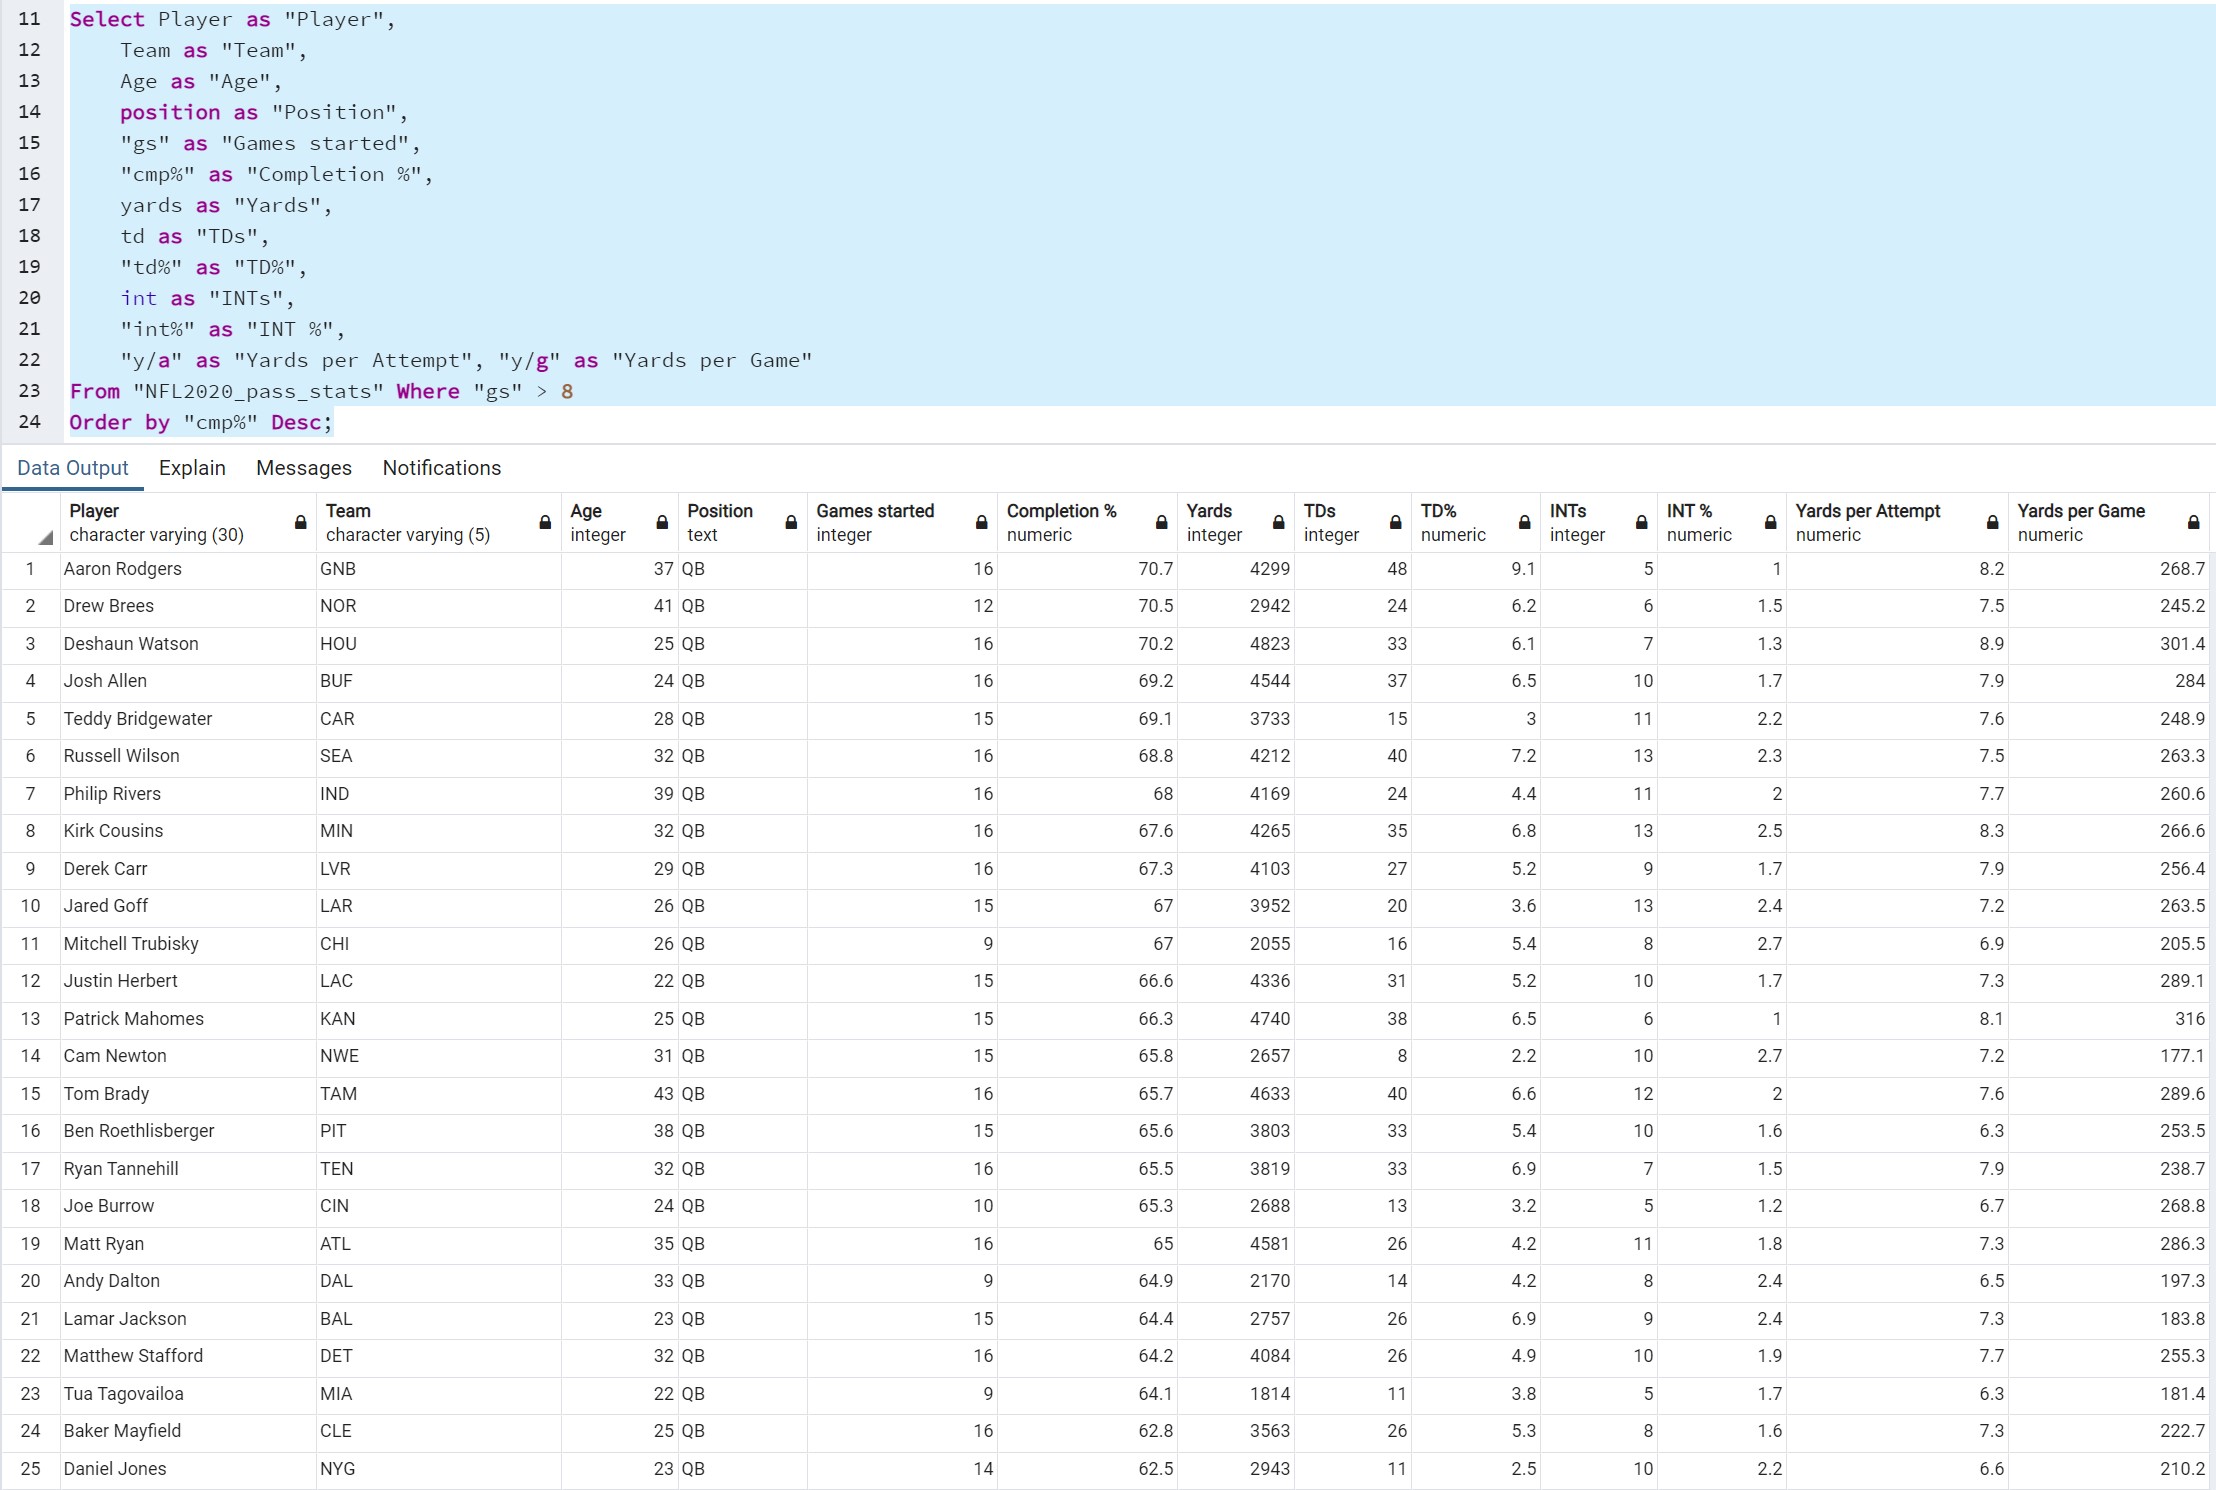 11 Select Player as "Player",
12 Team as "Team",
13 Age as "Age",
14 position as "Position",
15 "gs" as "Games started",
16 "cmp%" as "Completion %",
17 yards as "Yards",
18 td as "TDs",
19 "td%" as "TD%",
20 int as "INTs",
21 "int%" as "INT %",
22 "y/a" as "Yards per Attempt", "y/g" as "Yards per Game"
23 From "NFL2020_pass_stats" Where "gs" > 8
24 Order by "cmp%" Desc;
Data Output Explain Messages Notifications
Player Team Age Position Games started Completion % Yards TDs TD% INTs INT % Yards per Attempt Yards per Game
character varying (30) character varying (5) integer text integer numeric integer integer numeric integer numeric numeric numeric
1 Aaron Rodgers GNB 37 QB 16 70.7 4299 48 9.1 5 1 8.2 268.7
2 Drew Brees NOR 41 QB 12 70.5 2942 24 6.2 6 1.5 7.5 245.2
3 Deshaun Watson HOU 25 QB 16 70.2 4823 33 6.1 7 1.3 8.9 301.4
4 Josh Allen BUF 24 QB 16 69.2 4544 37 6.5 10 1.7 7.9 284
5 Teddy Bridgewater CAR 28 QB 15 69.1 3733 15 3 11 2.2 7.6 248.9
6 Russell Wilson SEA 32 QB 16 68.8 4212 40 7.2 13 2.3 7.5 263.3
7 Philip Rivers IND 39 QB 16 68 4169 24 4.4 11 2 7.7 260.6
8 Kirk Cousins MIN 32 QB 16 67.6 4265 35 6.8 13 2.5 8.3 266.6
9 Derek Carr LVR 29 QB 16 67.3 4103 27 5.2 9 1.7 7.9 256.4
10 Jared Goff LAR 26 QB 15 67 3952 20 3.6 13 2.4 7.2 263.5
11 Mitchell Trubisky CHI 26 QB 9 67 2055 16 5.4 8 2.7 6.9 205.5
12 Justin Herbert LAC 22 QB 15 66.6 4336 31 5.2 10 1.7 7.3 289.1
13 Patrick Mahomes KAN 25 QB 15 66.3 4740 38 6.5 6 1 8.1 316
14 Cam Newton NWE 31 QB 15 65.8 2657 8 2.2 10 2.7 7.2 177.1
15 Tom Brady TAM 43 QB 16 65.7 4633 40 6.6 12 2 7.6 289.6
16 Ben Roethlisberger PIT 38 QB 15 65.6 3803 33 5.4 10 1.6 6.3 253.5
17 Ryan Tannehill TEN 32 QB 16 65.5 3819 33 6.9 7 1.5 7.9 238.7
18 Joe Burrow CIN 24 QB 10 65.3 2688 13 3.2 5 1.2 6.7 268.8
19 Matt Ryan ATL 35 QB 16 65 4581 26 4.2 11 1.8 7.3 286.3
20 Andy Dalton DAL 33 QB 9 64.9 2170 14 4.2 8 2.4 6.5 197.3
21 Lamar Jackson BAL 23 QB 15 64.4 2757 26 6.9 9 2.4 7.3 183.8
22 Matthew Stafford DET 32 QB 16 64.2 4084 26 4.9 10 1.9 7.7 255.3
23 Tua Tagovailoa MIA 22 QB 9 64.1 1814 11 3.8 5 1.7 6.3 181.4
24 Baker Mayfield CLE 25 QB 16 62.8 3563 26 5.3 8 1.6 7.3 222.7
25 Daniel Jones NYG 23 QB 14 62.5 2943 11 2.5 10 2.2 6.6 210.2